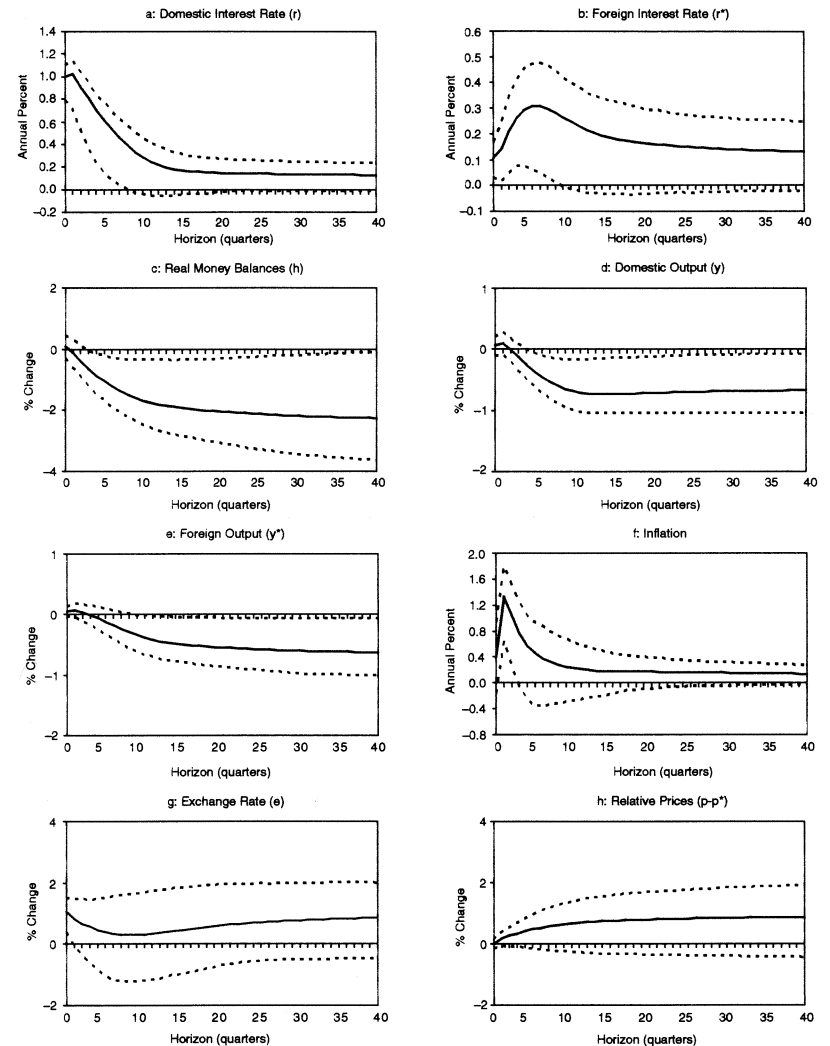 a: Domestic Interest Rate (r)
1.4
1.2
1.0
0.8
0.6
0.4
0.2
0.0
−0.2
Annual Percent
0 5 10 15 20 25 30 35 40
Horizon (quarters)
b: Foreign Interest Rate (r*)
0.6
0.5
0.4
0.3
0.2
0.1
0.0
−0.1
Annual Percent
0 5 10 15 20 25 30 35 40
Horizon (quarters)
c: Real Money Balances (h)
2
0
−2
−4
% Change
0 5 10 15 20 25 30 35 40
Horizon (quarters)
d: Domestic Output (y)
1
0
−1
−2
% Change
0 5 10 15 20 25 30 35 40
Horizon (quarters)
e: Foreign Output (y*)
1
0
−1
−2
% Change
0 5 10 15 20 25 30 35 40
Horizon (quarters)
f: Inflation
2.0
1.6
1.2
0.8
0.4
0.0
−0.4
−0.8
Annual Percent
0 5 10 15 20 25 30 35 40
Horizon (quarters)
g: Exchange Rate (e)
4
2
0
−2
% Change
0 5 10 15 20 25 30 35 40
Horizon (quarters)
h: Relative Prices (p-p*)
4
2
0
−2
% Change
0 5 10 15 20 25 30 35 40
Horizon (quarters)